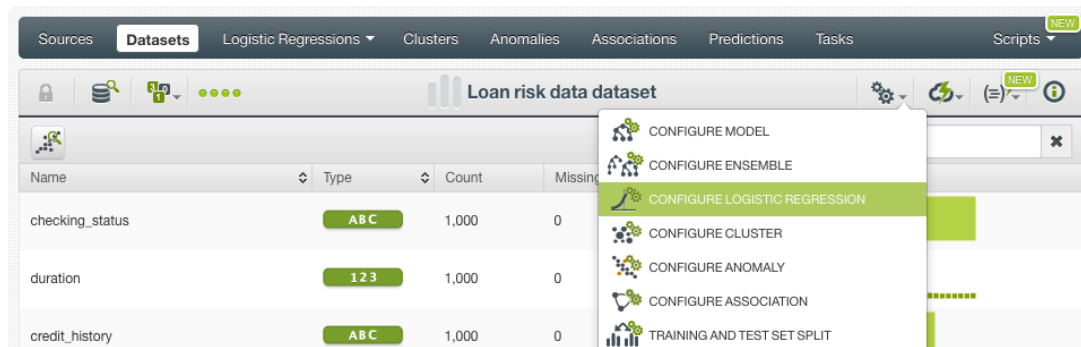 NEW
Sources Datasets Logistic Regressions Clusters Anomalies Associations Predictions Tasks Scripts
Loan risk data dataset
NEW
CONFIGURE MODEL
CONFIGURE ENSEMBLE
Name Type Count Missing
CONFIGURE LOGISTIC REGRESSION
checking_status ABC 1,000 0
CONFIGURE CLUSTER
CONFIGURE ANOMALY
duration 123 1,000 0
CONFIGURE ASSOCIATION
credit_history ABC 1,000 0
TRAINING AND TEST SET SPLIT